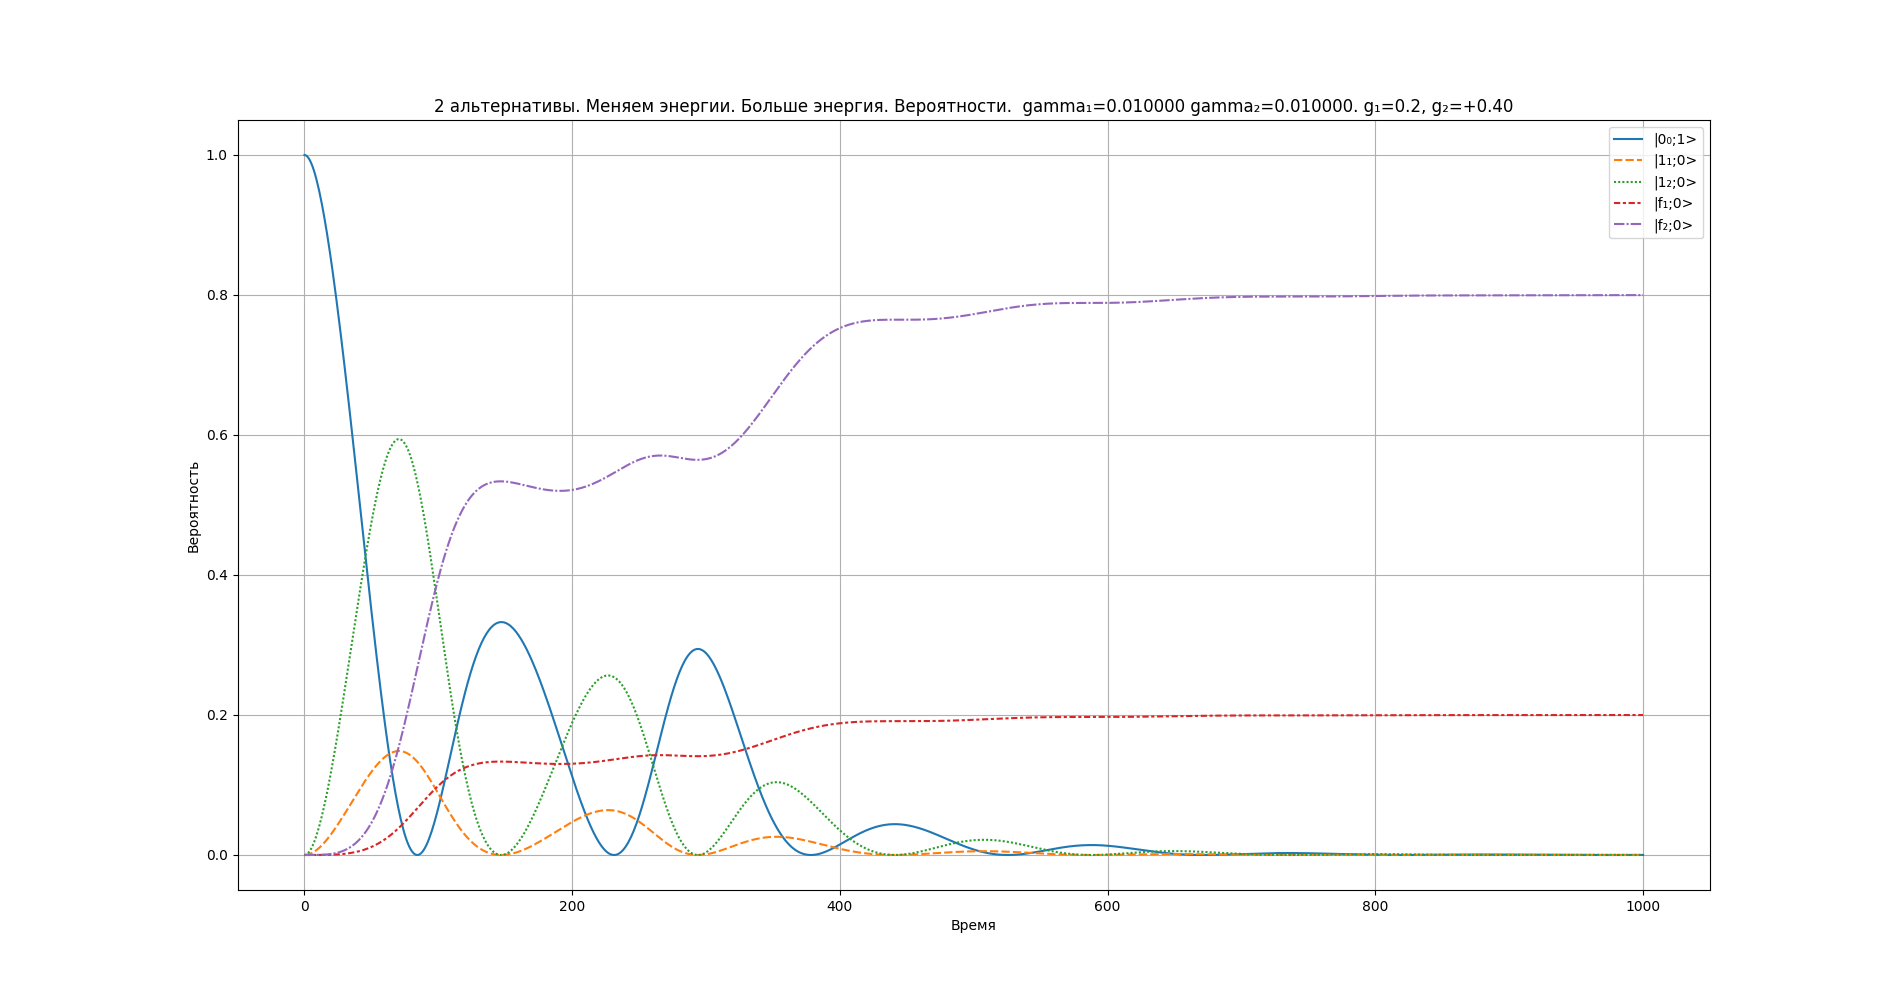 2 альтернативы. Меняем энергии. Больше энергия. Вероятности.  gamma₁=0.010000 gamma₂=0.010000. g₁=0.2, g₂=+0.40
|0₀;1>
|1₁;0>
|1₂;0>
|f₁;0>
|f₂;0>
1.0
0.8
0.6
0.4
0.2
0.0
Вероятность
0 200 400 600 800 1000
Время